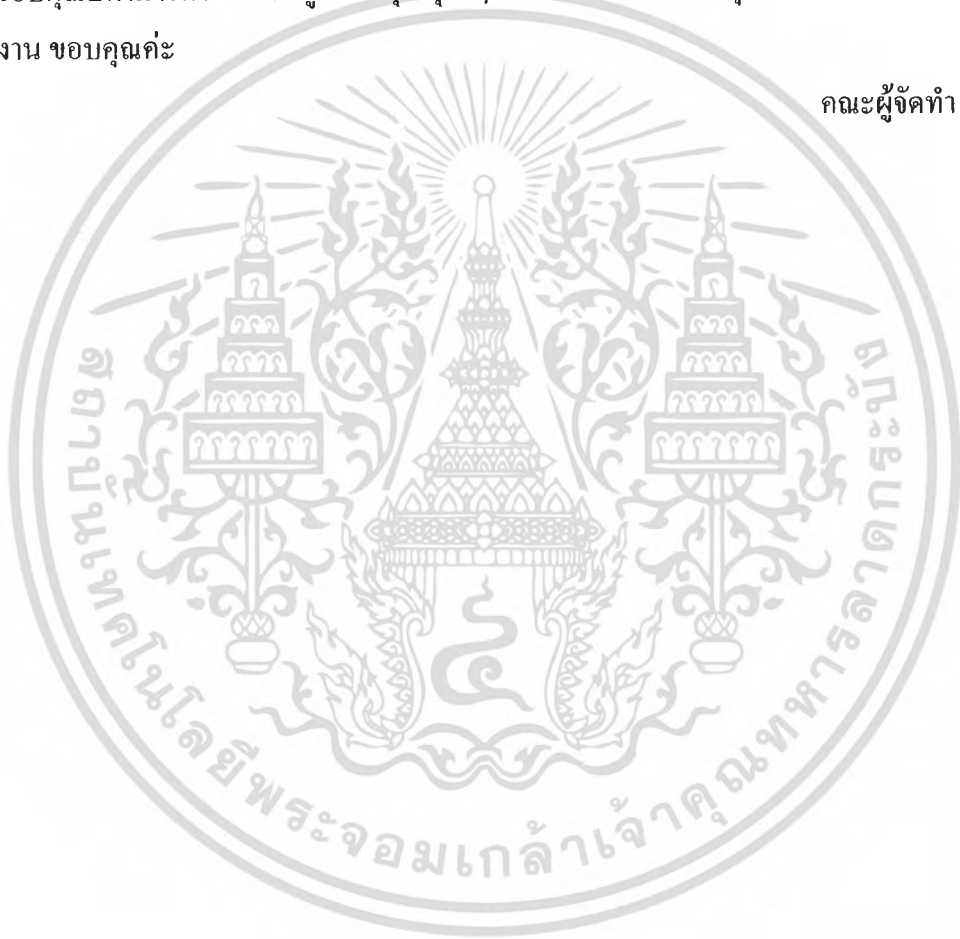 งาน ขอบคุณค่ะ
คณะผู้จัดทำ
สถาบันเทคโนโลยีพระจอมเกล้าเจ้าคุณทหารลาดกระบัง
๔